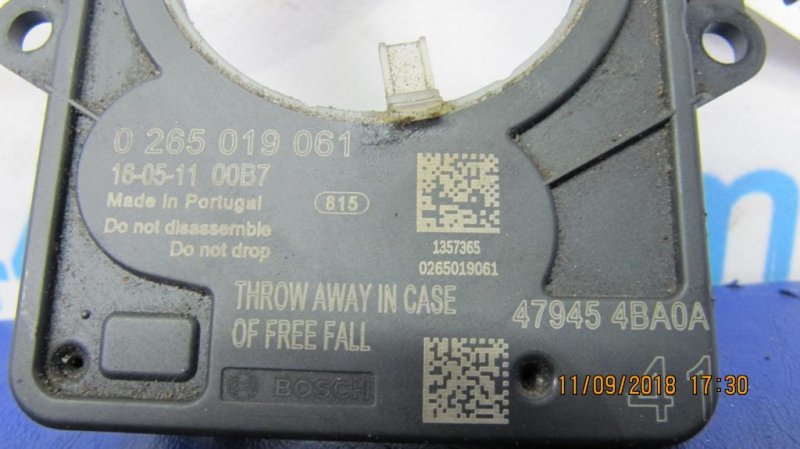 0 265 019 061
16-05-11 00B7
Made in Portugal
815
Do not disassemble
Do not drop
1357365
0265019061
THROW AWAY IN CASE
OF FREE FALL
47945 4BA0A
BOSCH
41
11/09/2018 17:30